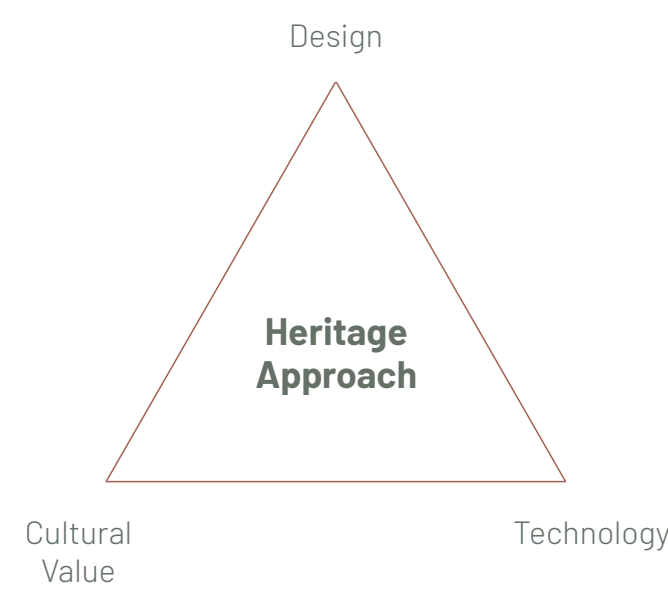 Design
Heritage
Approach
Cultural
Value
Technology